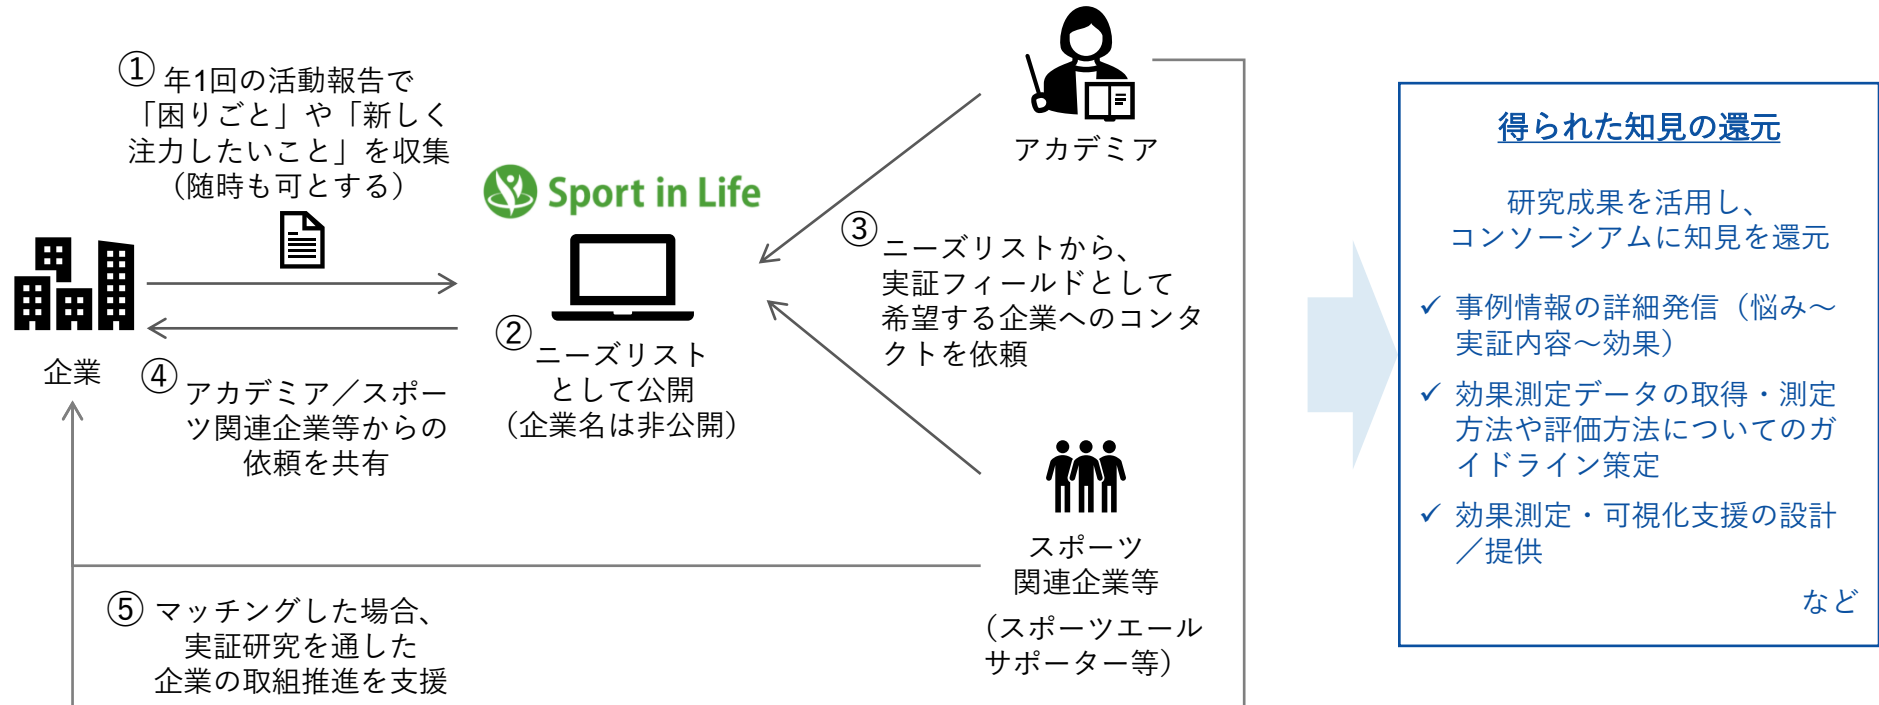 ① 年1回の活動報告で
「困りごと」や「新しく
注力したいこと」を収集
（随時も可とする）
企業
Sport in Life
② ニーズリスト
として公開
（企業名は非公開）
アカデミア
③ ニーズリストから、
実証フィールドとして
希望する企業へのコンタ
クトを依頼
④ アカデミア／スポー
ツ関連企業等からの
依頼を共有
スポーツ
関連企業等
（スポーツエール
サポーター等）
⑤ マッチングした場合、
実証研究を通した
企業の取組推進を支援
得られた知見の還元
研究成果を活用し、
コンソーシアムに知見を還元
✓ 事例情報の詳細発信（悩み～
実証内容～効果）
✓ 効果測定データの取得・測定
方法や評価方法についてのガ
イドライン策定
✓ 効果測定・可視化支援の設計
／提供
など